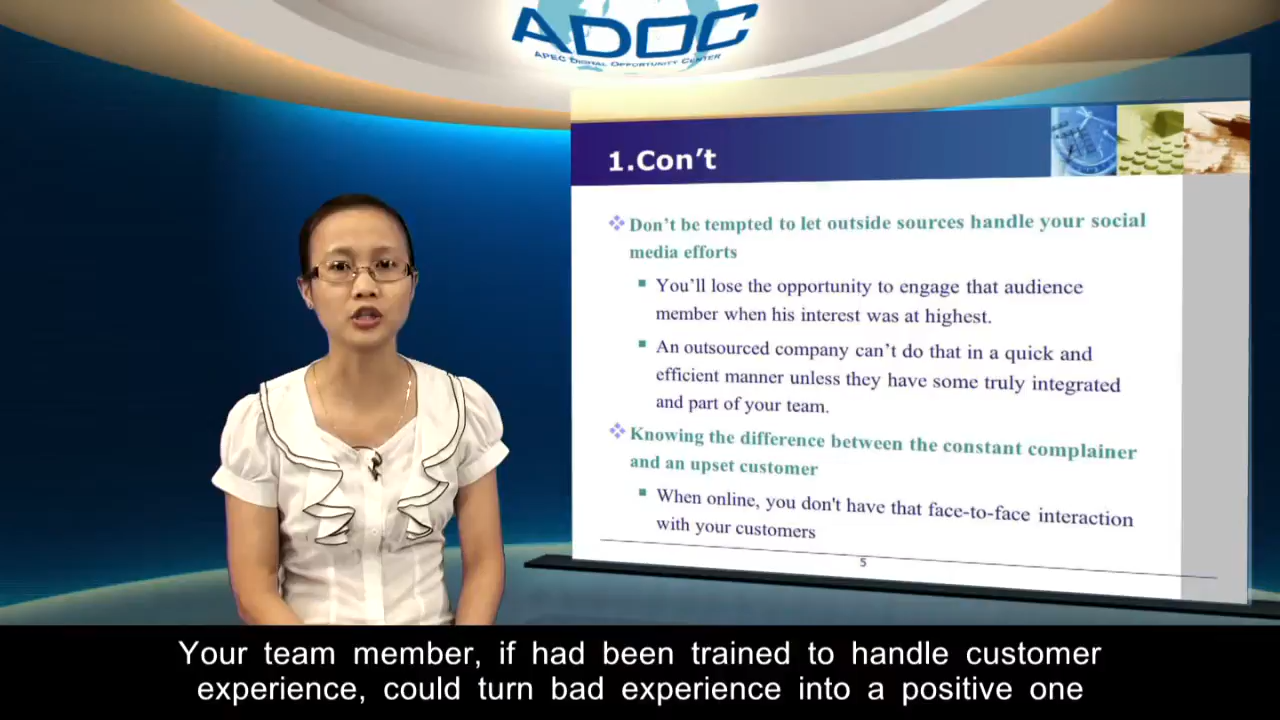 ADOC
APEC DIGITAL OPPORTUNITY CENTER
1.Con't
Don't be tempted to let outside sources handle your social
media efforts
You'll lose the opportunity to engage that audience
member when his interest was at highest.
An outsourced company can't do that in a quick and
efficient manner unless they have some truly integrated
and part of your team.
Knowing the difference between the constant complainer
and an upset customer
When online, you don't have that face-to-face interaction
with your customers
5
Your team member, if had been trained to handle customer
experience, could turn bad experience into a positive one